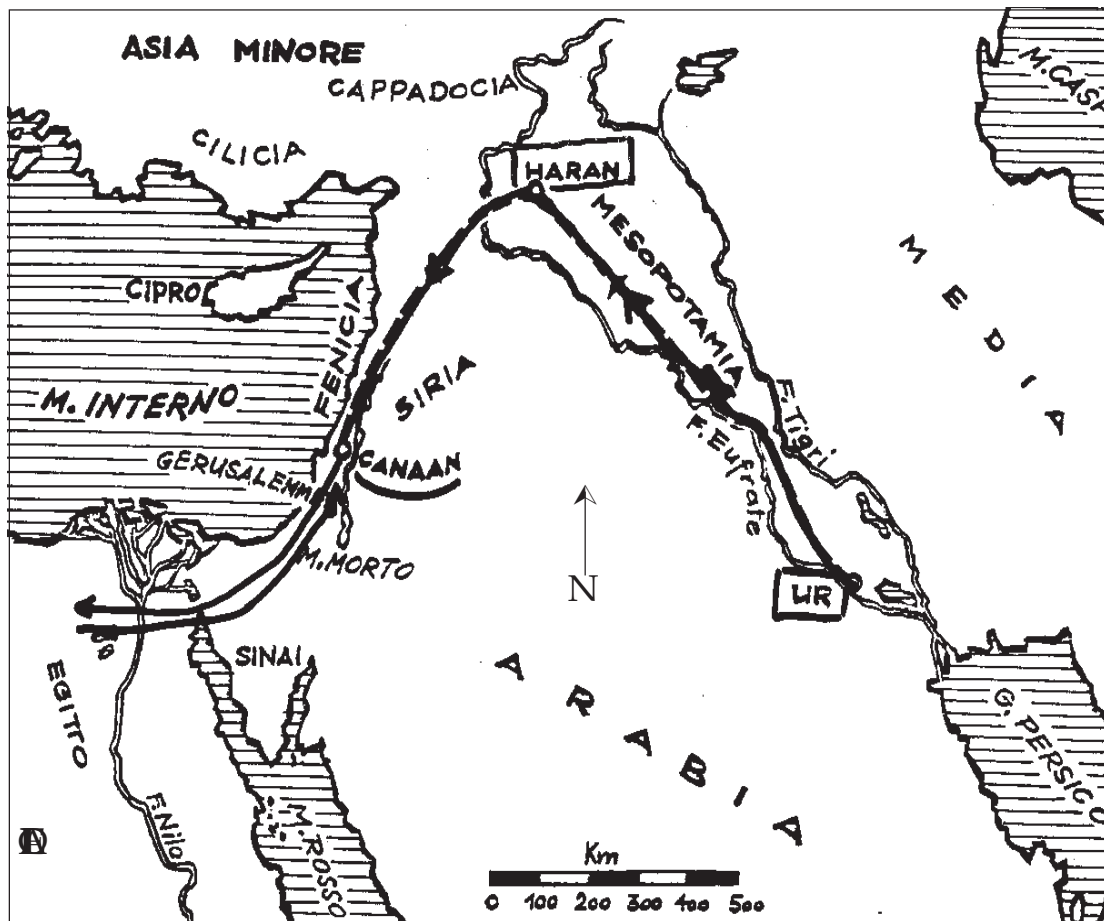 ASIA MINORE
CAPPADOCIA
M. CASP
CILICIA
HARAN
MESOPOTAMIA
MEDIA
CIPRO
FENICIA
SIRIA
M. INTERNO
F. Tigri
F. Eufrate
GERUSALEMM
CANAAN
M. MORTO
N
UR
SINAI
EGITTO
ARABIA
G. PERSICO
F. Nilo
M. ROSSO
Km
0 100 200 300 400 500